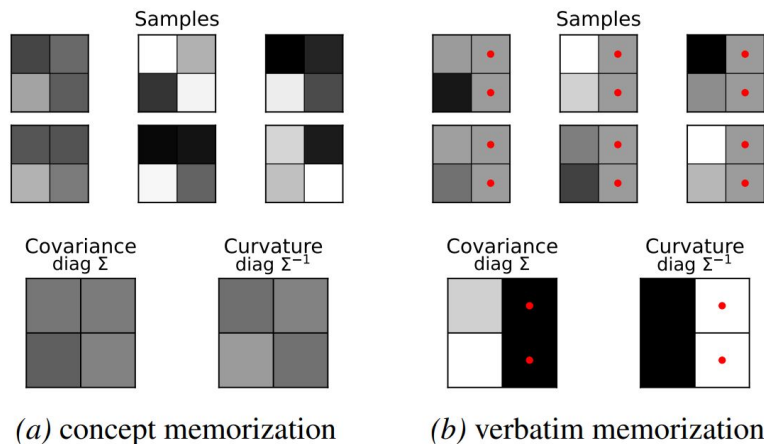 Samples
Samples
Covariance
diag Σ
Curvature
diag Σ⁻¹
Covariance
diag Σ
Curvature
diag Σ⁻¹
(a) concept memorization
(b) verbatim memorization